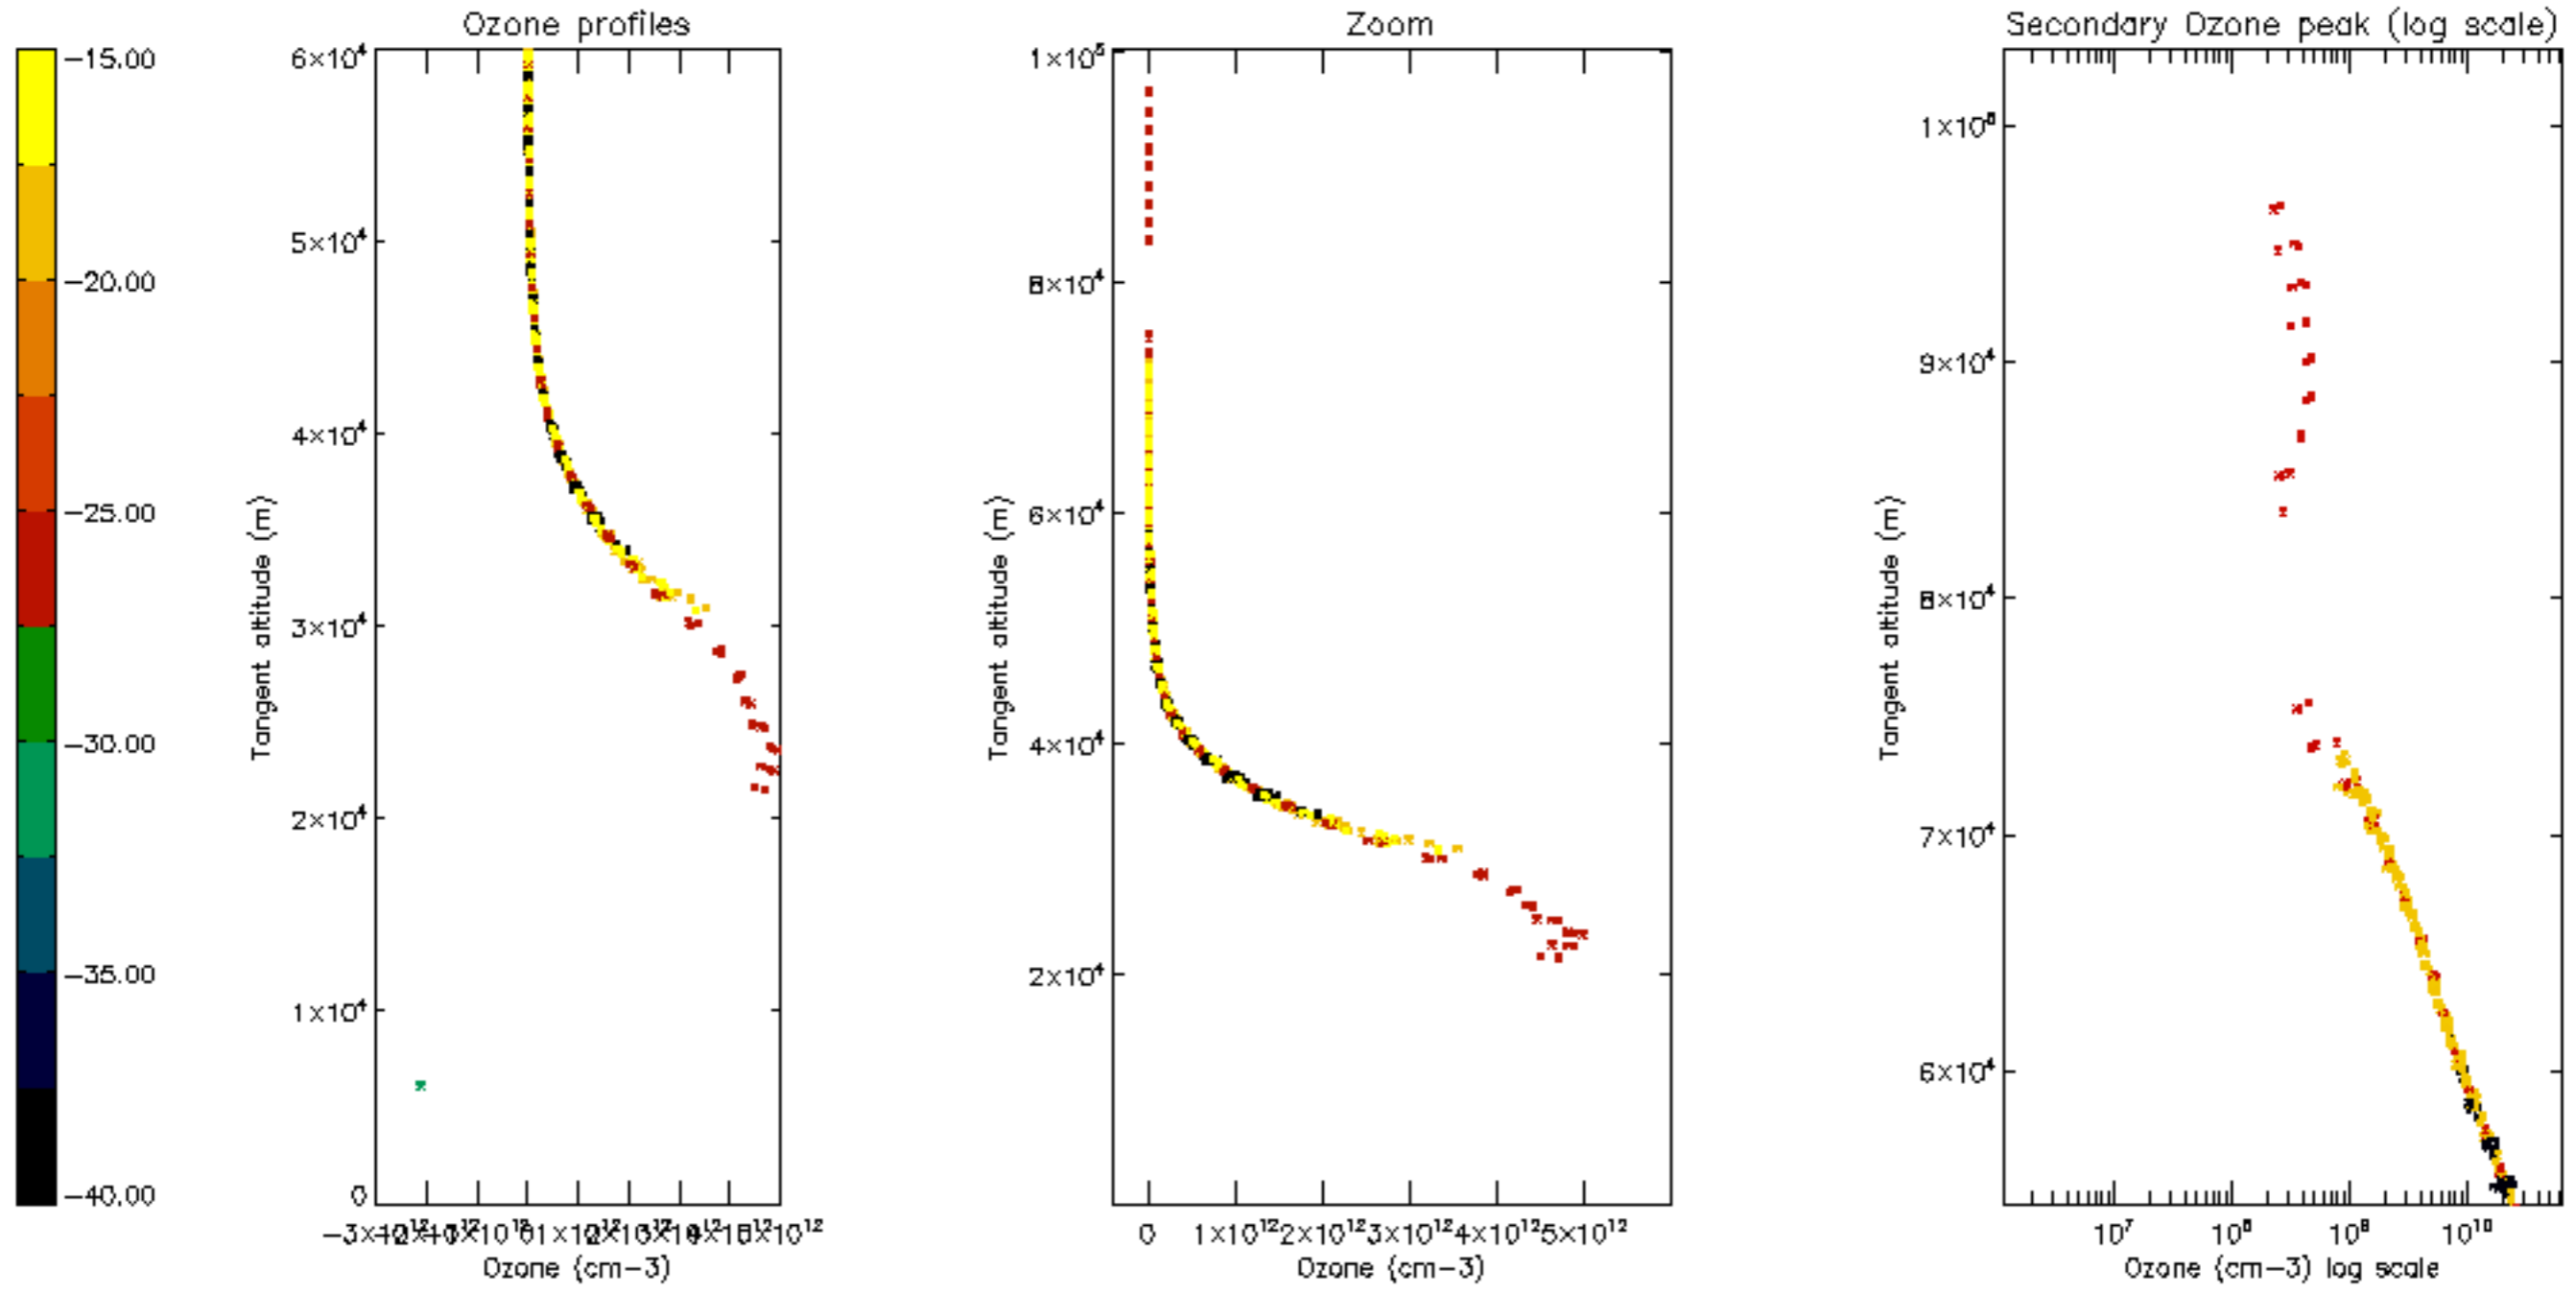 Ozone profiles
Zoom
Secondary Ozone peak (log scale)
−15.00
−20.00
−25.00
−30.00
−35.00
−40.00
6×10⁴
5×10⁴
4×10⁴
3×10⁴
2×10⁴
1×10⁴
0
Tangent altitude (m)
Ozone (cm−3)
1×10⁵
8×10⁴
6×10⁴
4×10⁴
2×10⁴
Tangent altitude (m)
0 1×10¹² 2×10¹² 3×10¹² 4×10¹² 5×10¹²
Ozone (cm−3)
1×10⁵
9×10⁴
8×10⁴
7×10⁴
6×10⁴
Tangent altitude (m)
10⁷ 10⁸ 10⁹ 10¹⁰
Ozone (cm−3) log scale